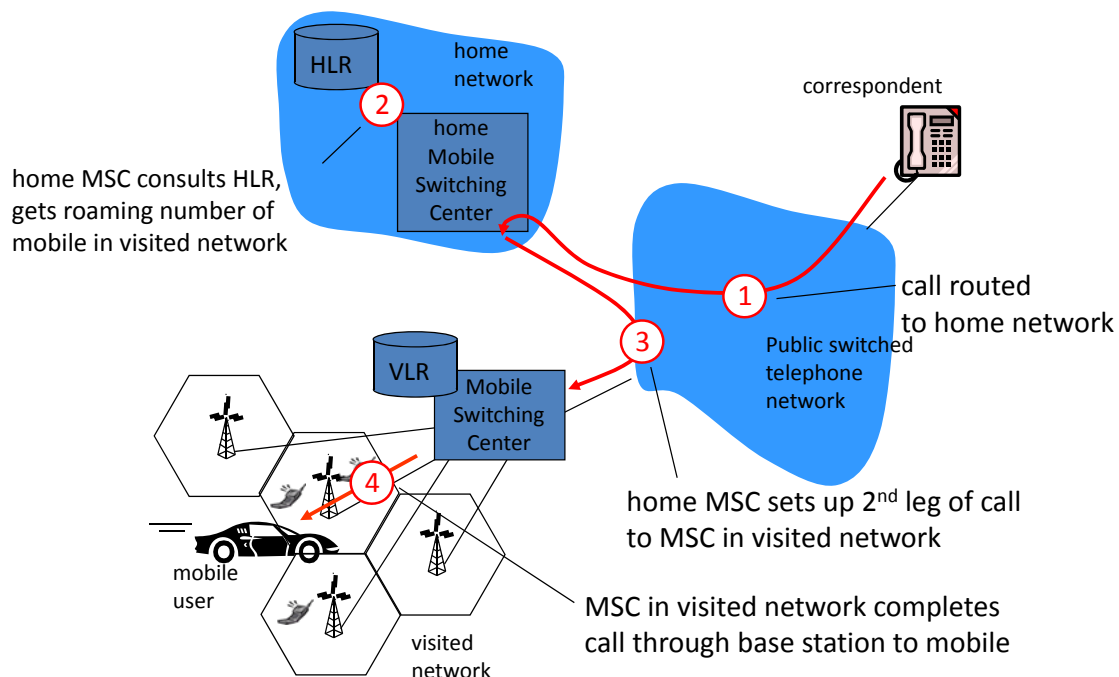 home
network
HLR
correspondent
2
home
Mobile
Switching
Center
home MSC consults HLR,
gets roaming number of
mobile in visited network
1
call routed
to home network
3
Public switched
telephone
network
VLR
Mobile
Switching
Center
4
home MSC sets up 2nd leg of call
to MSC in visited network
mobile
user
MSC in visited network completes
call through base station to mobile
visited
network